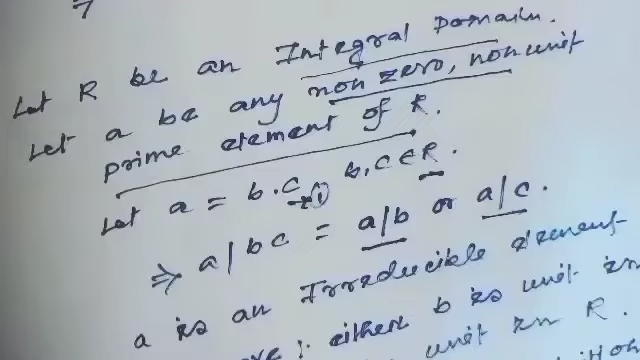 Let R be an Integral Domain.
Let a be any non zero, non unit
prime element of R.
Let a = b.c → ① b, c ∈ R.
⇒ a | bc = a/b or a/c.
a is an Irreducible element
: either b is unit in
unit in R.